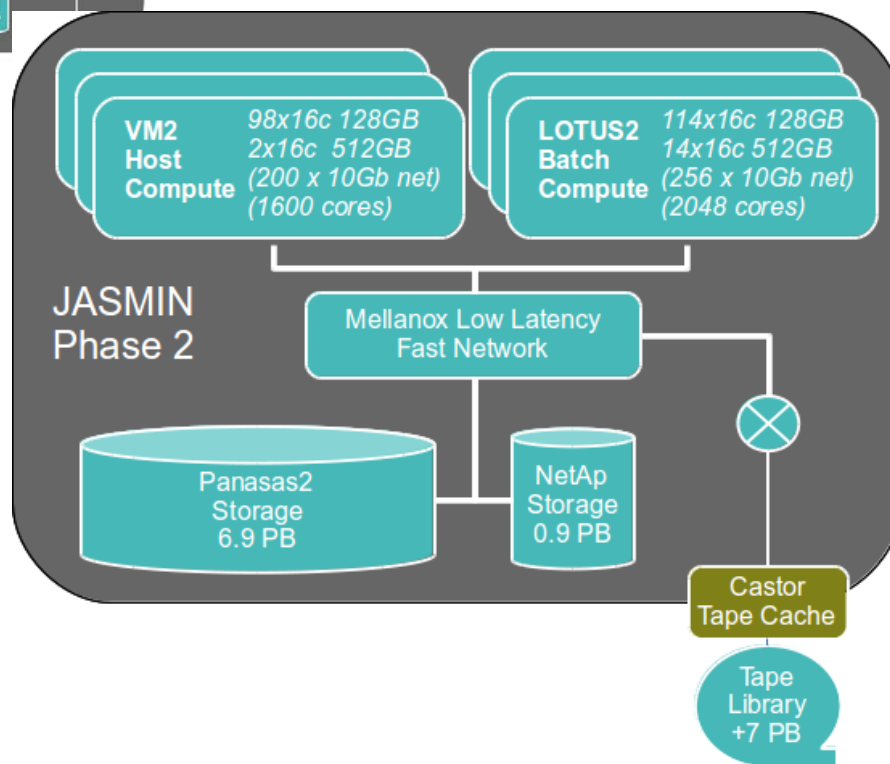 VM2
Host
Compute
98x16c 128GB
2x16c 512GB
(200 x 10Gb net)
(1600 cores)
LOTUS2
Batch
Compute
114x16c 128GB
14x16c 512GB
(256 x 10Gb net)
(2048 cores)
JASMIN
Phase 2
Mellanox Low Latency
Fast Network
Panasas2
Storage
6.9 PB
NetAp
Storage
0.9 PB
Castor
Tape Cache
Tape
Library
+7 PB